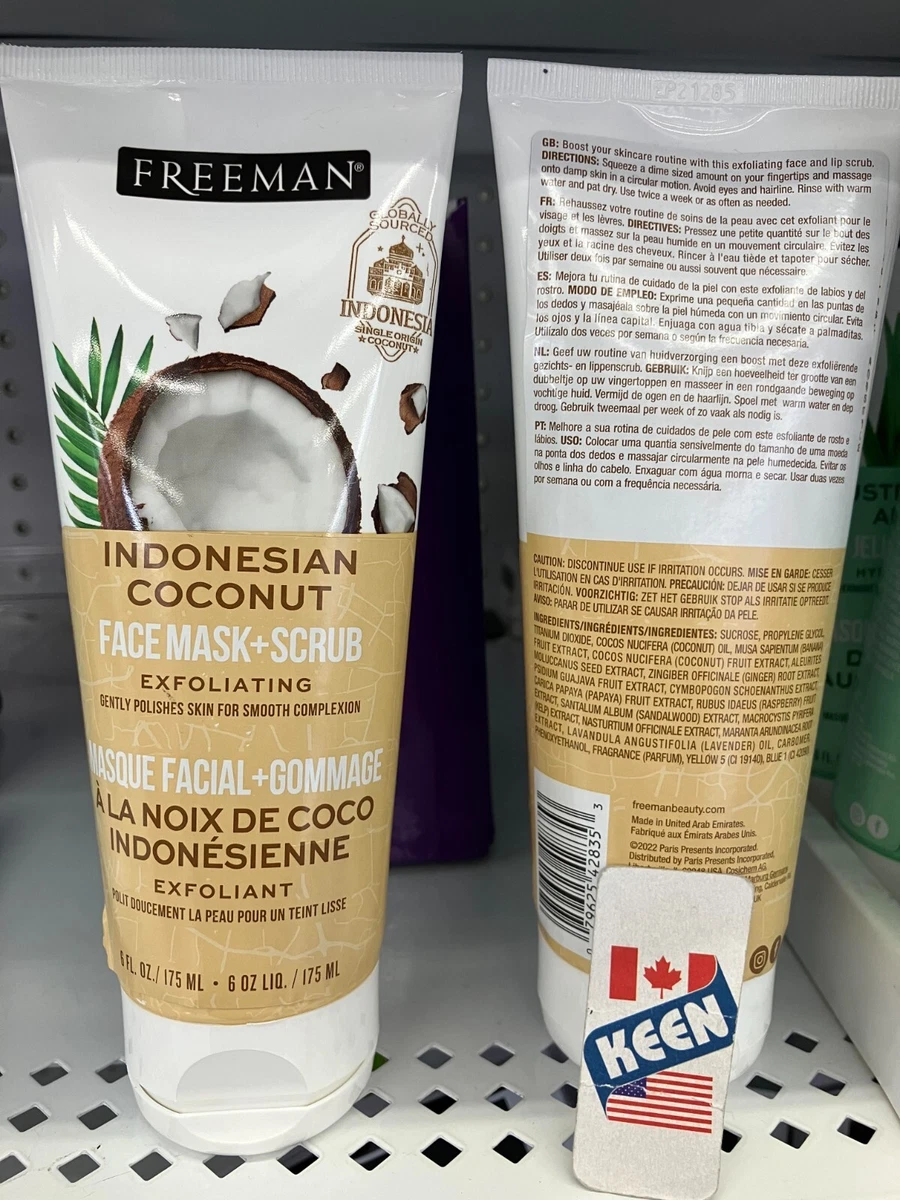 FREEMAN®
GLOBALLY
SOURCED
INDONESIA
SINGLE ORIGIN
★COCONUT★
INDONESIAN
COCONUT
FACE MASK+SCRUB
EXFOLIATING
GENTLY POLISHES SKIN FOR SMOOTH COMPLEXION
MASQUE FACIAL+GOMMAGE
À LA NOIX DE COCO
INDONÉSIENNE
EXFOLIANT
POLIT DOUCEMENT LA PEAU POUR UN TEINT LISSE
6 FL. OZ./ 175 ML • 6 OZ LIQ. / 175 ML
EP21285
GB: Boost your skincare routine with this exfoliating face and lip scrub.
DIRECTIONS: Squeeze a dime sized amount on your fingertips and massage
onto damp skin in a circular motion. Avoid eyes and hairline. Rinse with warm
water and pat dry. Use twice a week or as often as needed.
FR: Rehaussez votre routine de soins de la peau avec cet exfoliant pour le
visage et les lèvres. DIRECTIVES: Pressez une petite quantité sur le bout des
doigts et massez sur la peau humide en un mouvement circulaire. Évitez les
yeux et la racine des cheveux. Rincer à l'eau tiède et tapoter pour sécher.
Utiliser deux fois par semaine ou aussi souvent que nécessaire.
ES: Mejora tu rutina de cuidado de la piel con este exfoliante de labios y del
rostro. MODO DE EMPLEO: Exprime una pequeña cantidad en las puntas de
los dedos y masajéala sobre la piel húmeda con un movimiento circular. Evita
los ojos y la línea capital. Enjuaga con agua tibia y sécate a palmaditas.
Utilízalo dos veces por semana o según la frecuencia necesaria.
NL: Geef uw routine van huidverzorging een boost met deze exfoliërende
gezichts- en lippenscrub. GEBRUIK: Knijp een hoeveelheid ter grootte van een
dubbeltje op uw vingertoppen en masseer in een rondgaande beweging op
vochtige huid. Vermijd de ogen en de haarlijn. Spoel met warm water en dep
droog. Gebruik tweemaal per week of zo vaak als nodig is.
PT: Melhore a sua rotina de cuidados de pele com este esfoliante de rosto e
lábios. USO: Colocar uma quantia sensivelmente do tamanho de uma moeda
na ponta dos dedos e massajar circularmente na pele humedecida. Evitar os
olhos e linha do cabelo. Enxaguar com água morna e secar. Usar duas vezes
por semana ou com a frequência necessária.
CAUTION: DISCONTINUE USE IF IRRITATION OCCURS. MISE EN GARDE: CESSER
L'UTILISATION EN CAS D'IRRITATION. PRECAUCIÓN: DEJAR DE USAR SI SE PRODUCE
IRRITACIÓN. VOORZICHTIG: ZET HET GEBRUIK STOP ALS IRRITATIE OPTREEDT.
AVISO: PARAR DE UTILIZAR SE CAUSAR IRRITAÇÃO DA PELE.
INGREDIENTS/INGRÉDIENTS/INGREDIENTES: SUCROSE, PROPYLENE GLYCOL,
TITANIUM DIOXIDE, COCOS NUCIFERA (COCONUT) OIL, MUSA SAPIENTUM (BANANA)
FRUIT EXTRACT, COCOS NUCIFERA (COCONUT) FRUIT EXTRACT, ALEURITES
MOLUCCANUS SEED EXTRACT, ZINGIBER OFFICINALE (GINGER) ROOT EXTRACT,
PSIDIUM GUAJAVA FRUIT EXTRACT, CYMBOPOGON SCHOENANTHUS EXTRACT,
CARICA PAPAYA (PAPAYA) FRUIT EXTRACT, RUBUS IDAEUS (RASPBERRY) FRUIT
EXTRACT, SANTALUM ALBUM (SANDALWOOD) EXTRACT, MACROCYSTIS PYRIFERA
(KELP) EXTRACT, NASTURTIUM OFFICINALE EXTRACT, MARANTA ARUNDINACEA ROOT
EXTRACT, LAVANDULA ANGUSTIFOLIA (LAVENDER) OIL, CARBOMER,
PHENOXYETHANOL, FRAGRANCE (PARFUM), YELLOW 5 (CI 19140), BLUE 1 (CI 42090)
0 79625 42835 3
freemanbeauty.com
Made in United Arab Emirates.
Fabriqué aux Émirats Arabes Unis.
©2022 Paris Presents Incorporated.
Distributed by Paris Presents Incorporated,
USA. Cosichem AG,
Marburg Germany
UK
KEEN